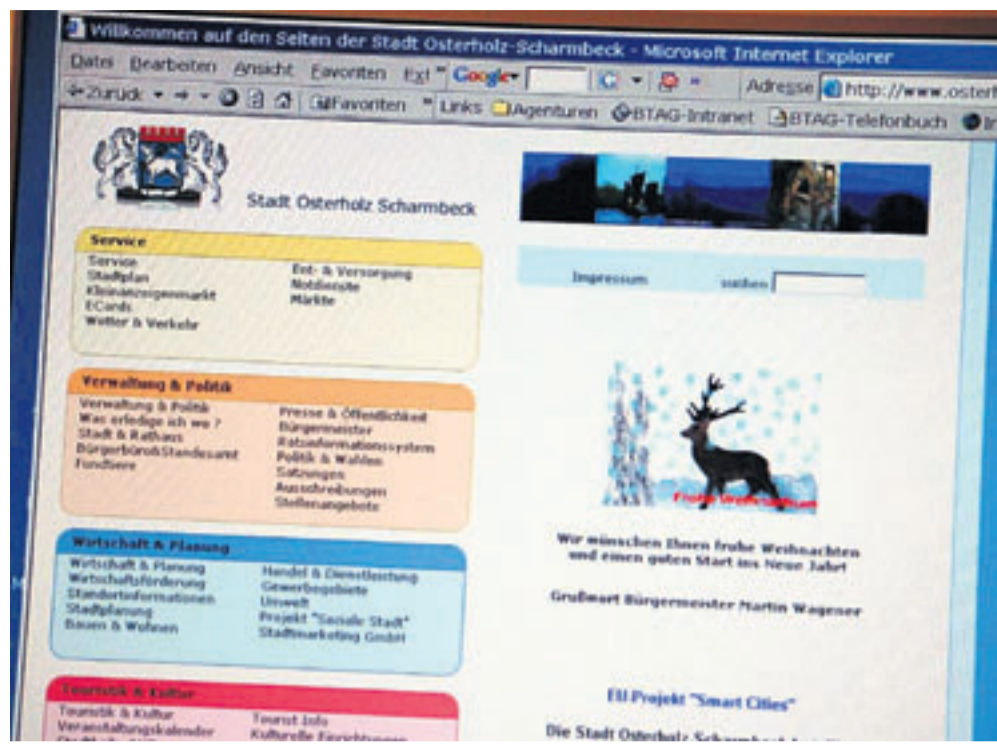 Willkommen auf den Seiten der Stadt Osterholz-Scharmbeck - Microsoft Internet Explorer
Datei Bearbeiten Ansicht Favoriten Ext » Google
Adresse http://www.osterh
Zurück Favoriten » Links Agenturen BTAG-Intranet BTAG-Telefonbuch
Stadt Osterholz Scharmbeck
Service
Service
Stadtplan
Kleinanzeigenmarkt
ECards
Wetter & Verkehr
Ent- & Versorgung
Notdienste
Märkte
Verwaltung & Politik
Verwaltung & Politik
Was erledige ich wo ?
Stadt & Rathaus
Bürgerbüro&Standesamt
Fundtiere
Presse & Öffentlichkeit
Bürgermeister
Ratsinformationssystem
Politik & Wahlen
Satzungen
Ausschreibungen
Stellenangebote
Wirtschaft & Planung
Wirtschaft & Planung
Wirtschaftsförderung
Standortinformationen
Stadtplanung
Bauen & Wohnen
Handel & Dienstleistung
Gewerbegebiete
Umwelt
Projekt "Soziale Stadt"
Stadtmarketing GmbH
Touristik & Kultur
Touristik & Kultur
Veranstaltungskalender
Tourist Info
Kulturelle Einrichtungen
Impressum
suchen
Frohe Weihnachten
Wir wünschen Ihnen frohe Weihnachten
und einen guten Start ins Neue Jahr!
Grußwort Bürgermeister Martin Wagener
EU-Projekt "Smart Cities"
Die Stadt Osterholz-Scharmbeck